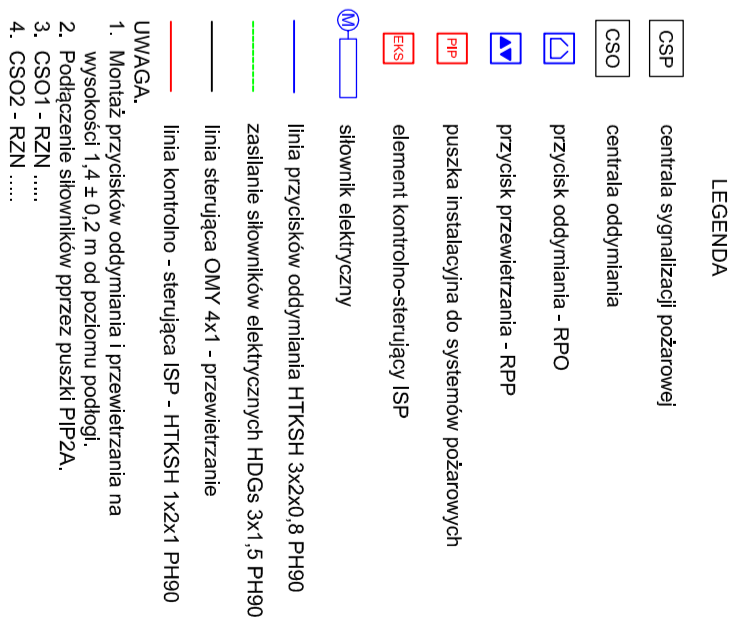 LEGENDA
CSP centrala sygnalizacji pożarowej
CSO centrala oddymiania
przycisk oddymiania - RPO
przycisk przewietrzania - RPP
PIP puszka instalacyjna do systemów pożarowych
EKS element kontrolno-sterujący ISP
M siłownik elektryczny
linia przycisków oddymiania HTKSH 3x2x0,8 PH90
zasilanie siłowników elektrycznych HDGs 3x1,5 PH90
linia sterująca OMY 4x1 - przewietrzanie
linia kontrolno - sterująca ISP - HTKSH 1x2x1 PH90
UWAGA.
1. Montaż przycisków oddymiania i przewietrzania na
wysokości 1,4 ± 0,2 m od poziomu podłogi.
2. Podłączenie siłowników pprzez puszki PIP2A.
3. CSO1 - RZN .....
4. CSO2 - RZN .....